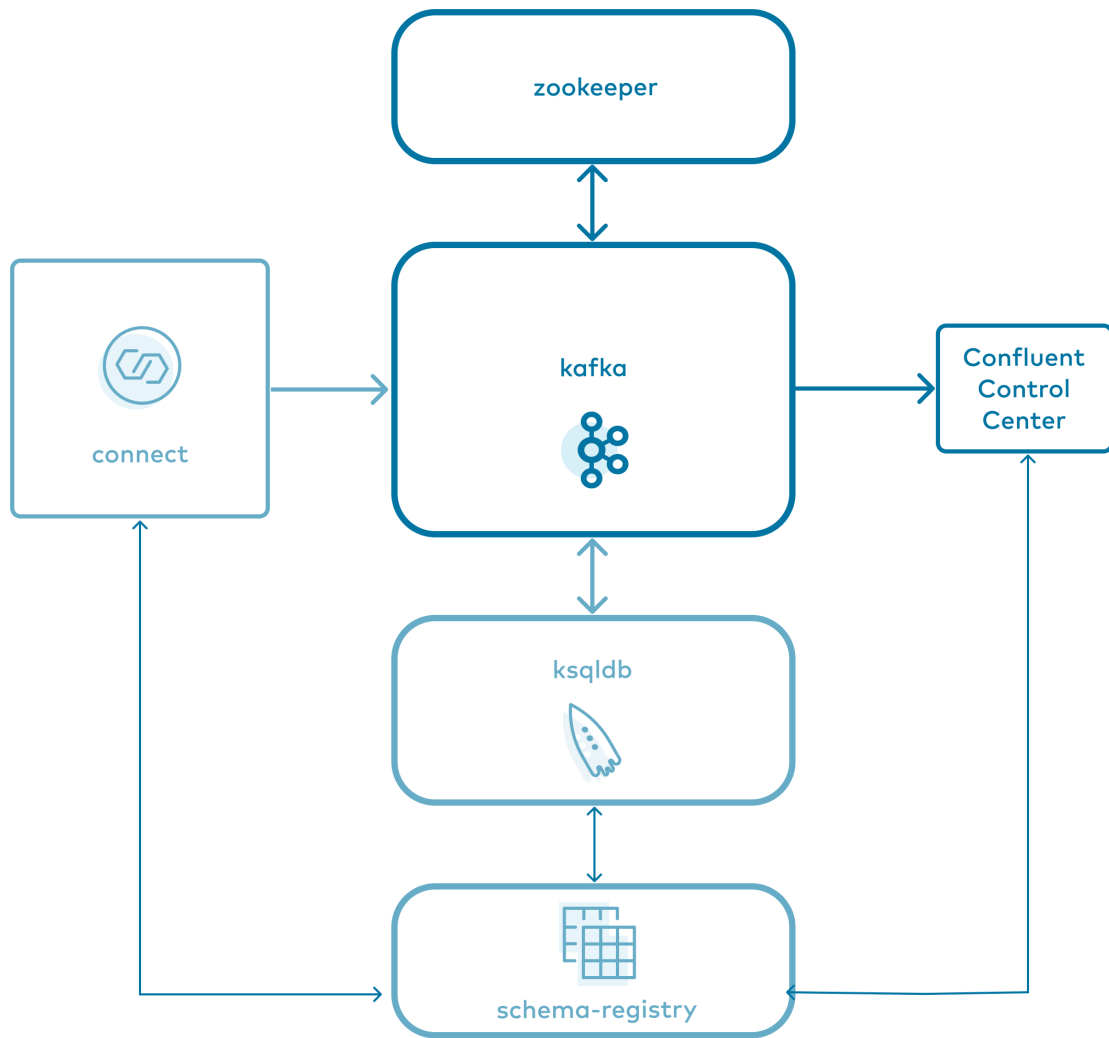 zookeeper
kafka
connect
Confluent
Control
Center
ksqldb
schema-registry